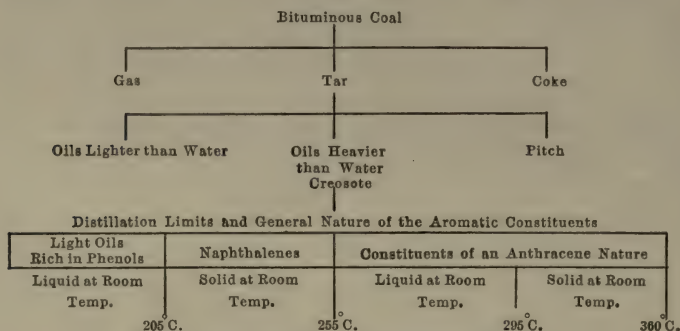 Bituminous Coal
Gas Tar Coke
Oils Lighter than Water Oils Heavier Pitch
than Water
Creosote
Distillation Limits and General Nature of the Aromatic Constituents
Light Oils
Rich in Phenols Naphthalenes Constituents of an Anthracene Nature
Liquid at Room Solid at Room Liquid at Room Solid at Room
Temp. Temp. Temp. Temp.
205°C. 255°C. 295°C. 360°C.